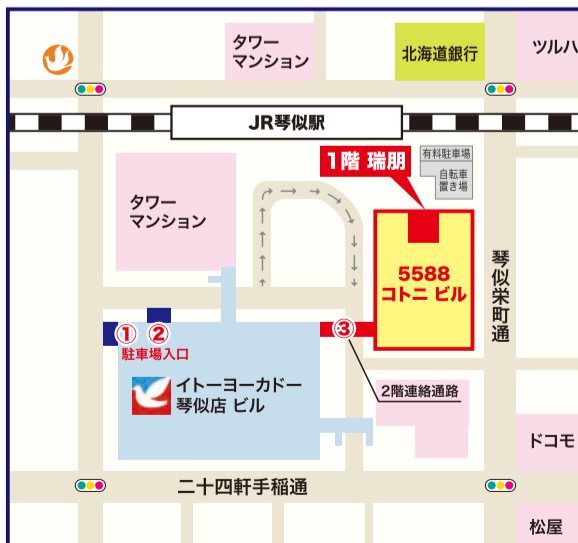 タワー
マンション
北海道銀行
ツルハ
JR琴似駅
1階 瑞朋
有料駐車場
自転車
置き場
タワー
マンション
5588
コトニ ビル
琴似栄町通
①
②
③
駐車場入口
2階連絡通路
イトーヨーカドー
琴似店 ビル
ドコモ
二十四軒手稲通
松屋